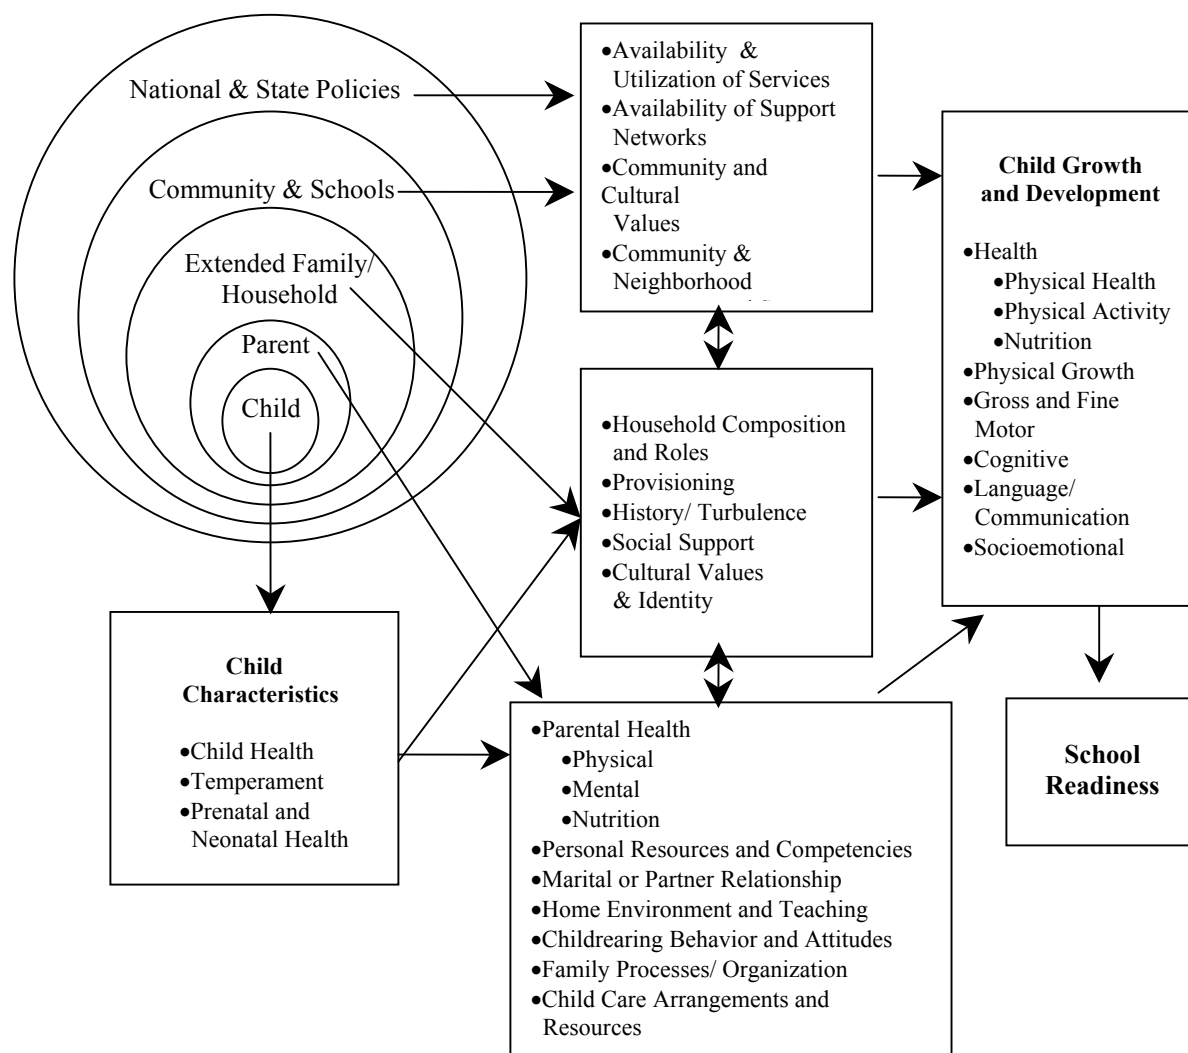 National & State Policies
Community & Schools
Extended Family/
Household
Parent
Child
•Availability &
Utilization of Services
•Availability of Support
Networks
•Community and
Cultural
Values
•Community &
Neighborhood
•Household Composition
and Roles
•Provisioning
•History/ Turbulence
•Social Support
•Cultural Values
& Identity
Child
Characteristics
•Child Health
•Temperament
•Prenatal and
Neonatal Health
•Parental Health
•Physical
•Mental
•Nutrition
•Personal Resources and Competencies
•Marital or Partner Relationship
•Home Environment and Teaching
•Childrearing Behavior and Attitudes
•Family Processes/ Organization
•Child Care Arrangements and
Resources
Child Growth
and Development
•Health
•Physical Health
•Physical Activity
•Nutrition
•Physical Growth
•Gross and Fine
Motor
•Cognitive
•Language/
Communication
•Socioemotional
School
Readiness